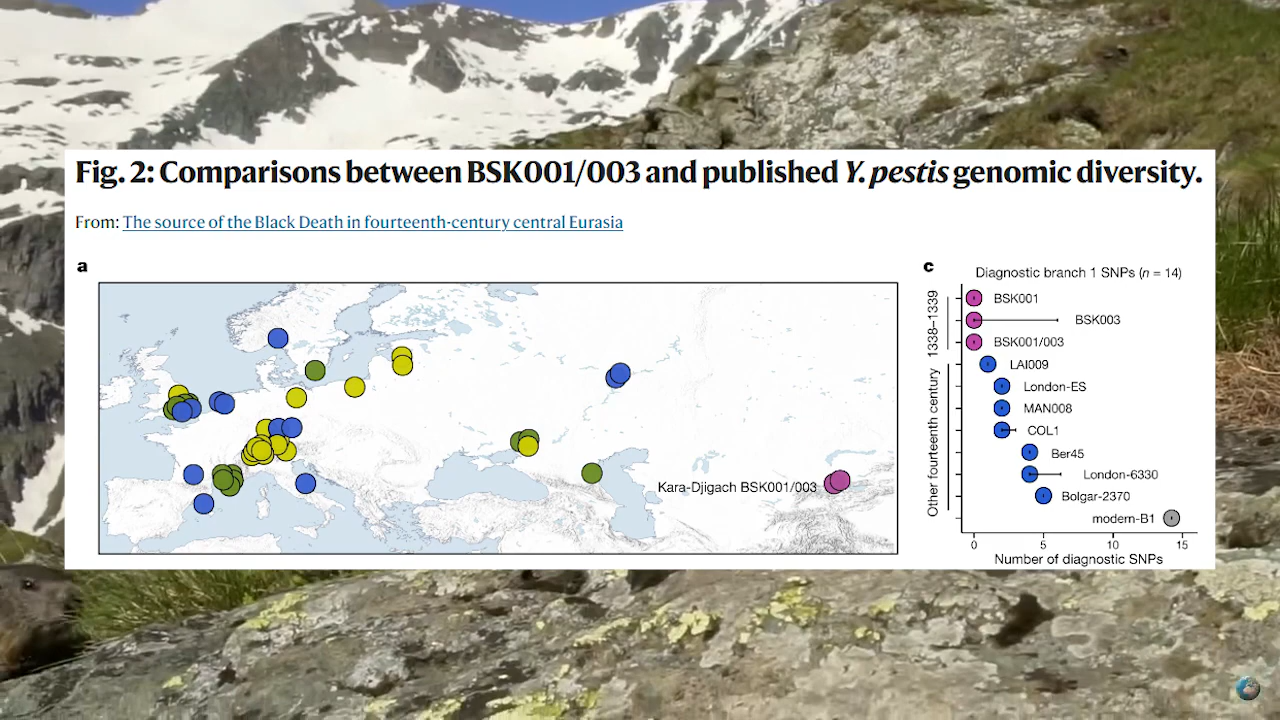 Fig. 2: Comparisons between BSK001/003 and published Y. pestis genomic diversity.
From: The source of the Black Death in fourteenth-century central Eurasia
a
Kara-Djigach BSK001/003
c
Diagnostic branch 1 SNPs (n = 14)
1338–1339
BSK001
BSK003
BSK001/003
Other fourteenth century
LAI009
London-ES
MAN008
COL1
Ber45
London-6330
Bolgar-2370
modern-B1
0 5 10 15
Number of diagnostic SNPs